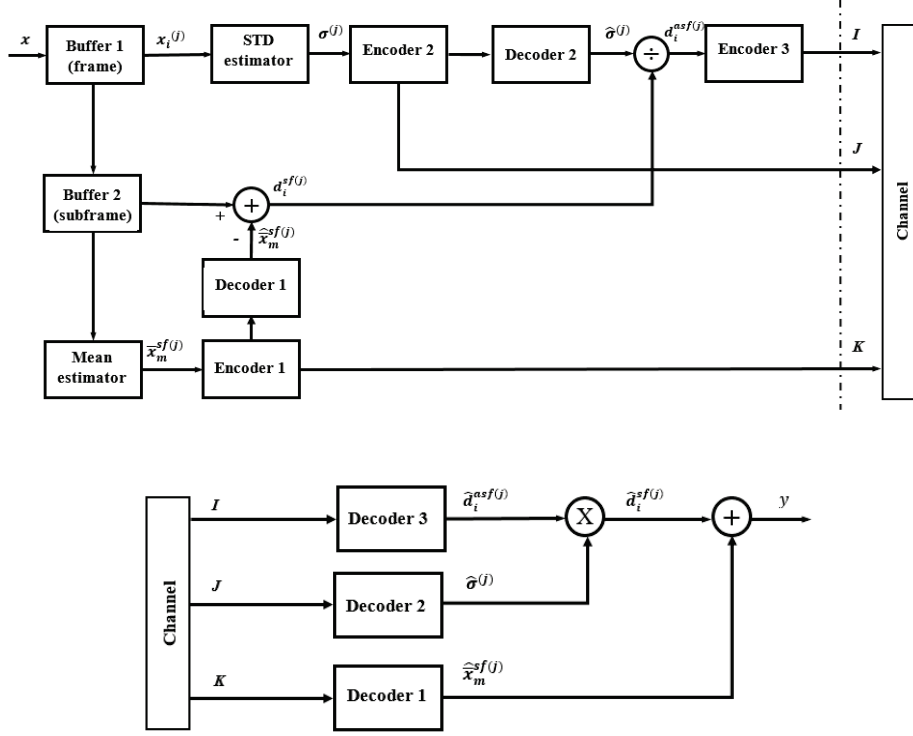 x
Buffer 1
(frame)
x_i^{(j)}
STD
estimator
σ^{(j)}
Encoder 2
Decoder 2
σ̂^{(j)}
÷
d_i^{asf(j)}
Encoder 3
I
J
Channel
Buffer 2
(subframe)
+
+
d_i^{sf(j)}
-
x̄̂_m^{sf(j)}
Decoder 1
Mean
estimator
x̄_m^{sf(j)}
Encoder 1
K
Channel
I
Decoder 3
d̂_i^{asf(j)}
X
d̂_i^{sf(j)}
+
y
J
Decoder 2
σ̂^{(j)}
K
Decoder 1
x̄̂_m^{sf(j)}